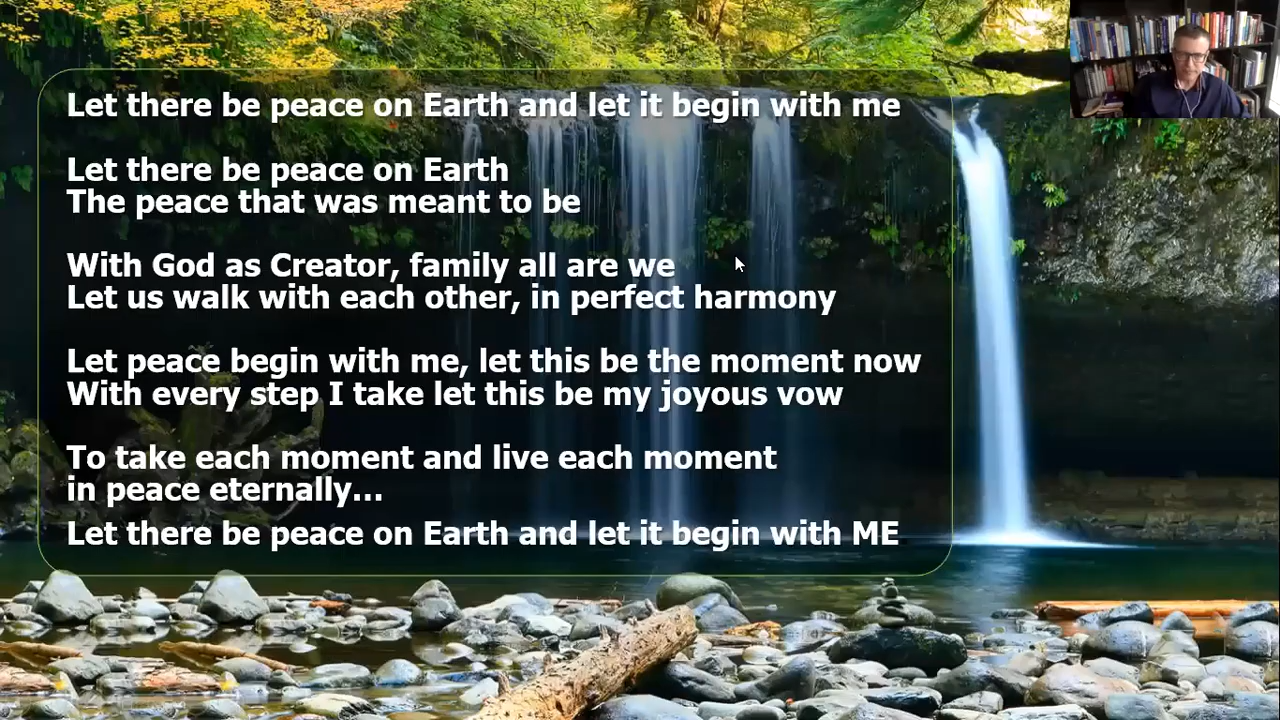 Let there be peace on Earth and let it begin with me
Let there be peace on Earth
The peace that was meant to be
With God as Creator, family all are we
Let us walk with each other, in perfect harmony
Let peace begin with me, let this be the moment now
With every step I take let this be my joyous vow
To take each moment and live each moment
in peace eternally...
Let there be peace on Earth and let it begin with ME